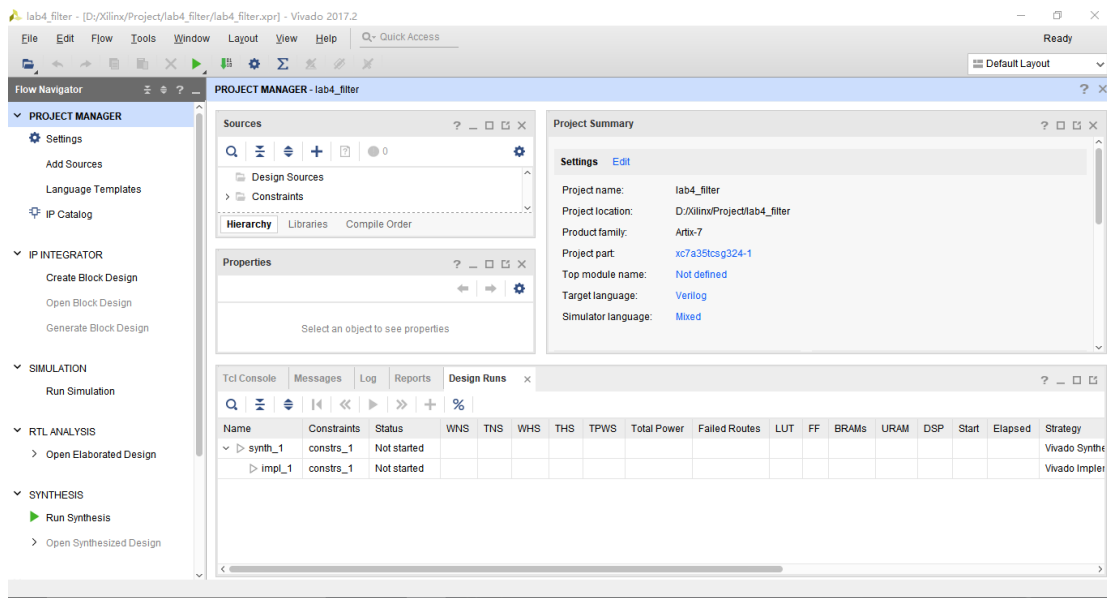 lab4_filter - [D:/Xilinx/Project/lab4_filter/lab4_filter.xpr] - Vivado 2017.2
File Edit Flow Tools Window Layout View Help Quick Access Ready
Default Layout
Flow Navigator
PROJECT MANAGER - lab4_filter
PROJECT MANAGER
Settings
Add Sources
Language Templates
IP Catalog
IP INTEGRATOR
Create Block Design
Open Block Design
Generate Block Design
SIMULATION
Run Simulation
RTL ANALYSIS
Open Elaborated Design
SYNTHESIS
Run Synthesis
Open Synthesized Design
Sources
0
Design Sources
Constraints
Hierarchy Libraries Compile Order
Properties
Select an object to see properties
Project Summary
Settings Edit
Project name: lab4_filter
Project location: D:/Xilinx/Project/lab4_filter
Product family: Artix-7
Project part: xc7a35tcsg324-1
Top module name: Not defined
Target language: Verilog
Simulator language: Mixed
Tcl Console Messages Log Reports Design Runs
Name Constraints Status WNS TNS WHS THS TPWS Total Power Failed Routes LUT FF BRAMs URAM DSP Start Elapsed Strategy
synth_1 constrs_1 Not started Vivado Synthe
impl_1 constrs_1 Not started Vivado Implem